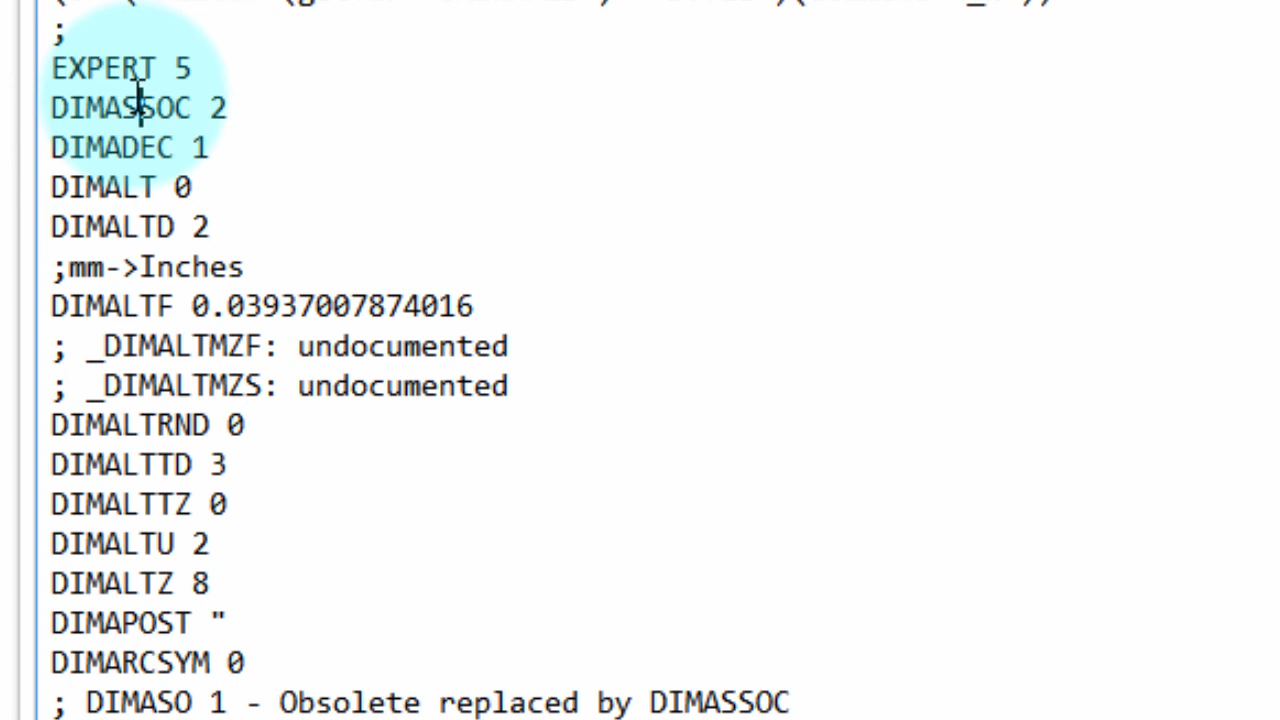 ;
EXPERT 5
DIMASSOC 2
DIMADEC 1
DIMALT 0
DIMALTD 2
;mm->Inches
DIMALTF 0.03937007874016
; _DIMALTMZF: undocumented
; _DIMALTMZS: undocumented
DIMALTRND 0
DIMALTTD 3
DIMALTTZ 0
DIMALTU 2
DIMALTZ 8
DIMAPOST "
DIMARCSYM 0
; DIMASO 1 - Obsolete replaced by DIMASSOC